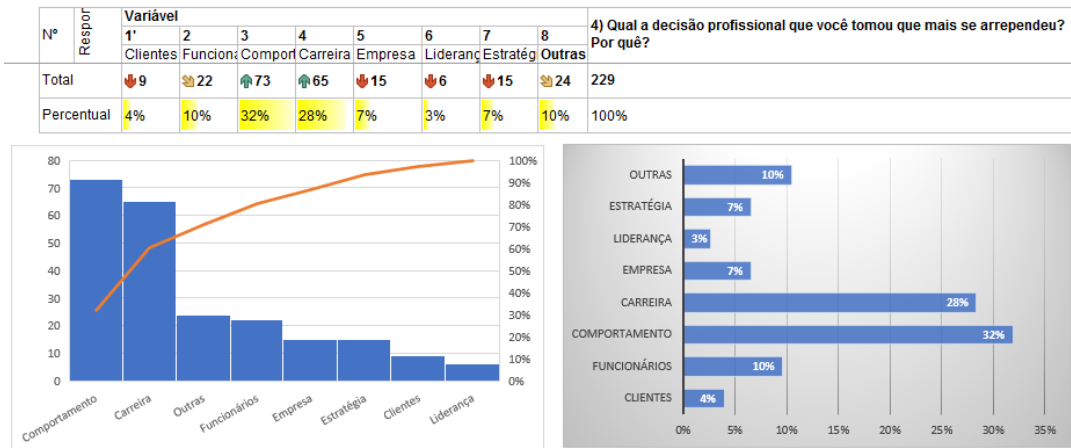 Nº Respon Variável 4) Qual a decisão profissional que você tomou que mais se arrependeu? Por quê?
1' 2 3 4 5 6 7 8
Clientes Funciona Comport Carreira Empresa Lideranç Estratégi Outras
Total 9 22 73 65 15 6 15 24 229
Percentual 4% 10% 32% 28% 7% 3% 7% 10% 100%
80
70
60
50
40
30
20
10
0
100%
90%
80%
70%
60%
50%
40%
30%
20%
10%
0%
Comportamento Carreira Outras Funcionários Empresa Estratégia Clientes Liderança
OUTRAS 10%
ESTRATÉGIA 7%
LIDERANÇA 3%
EMPRESA 7%
CARREIRA 28%
COMPORTAMENTO 32%
FUNCIONÁRIOS 10%
CLIENTES 4%
0% 5% 10% 15% 20% 25% 30% 35%